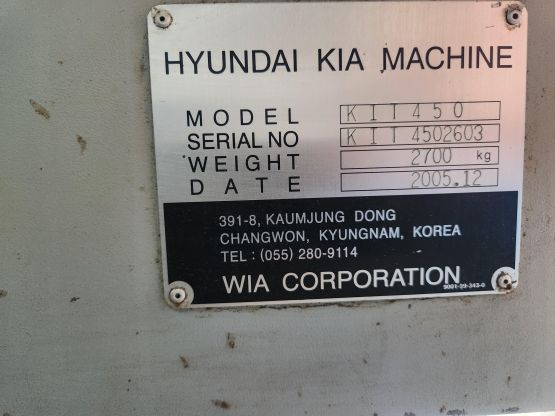 HYUNDAI KIA MACHINE
MODEL KIT450
SERIAL NO KIT4502603
WEIGHT 2700 kg
DATE 2005.12
391-8, KAUMJUNG DONG
CHANGWON, KYUNGNAM, KOREA
TEL : (055) 280-9114
WIA CORPORATION